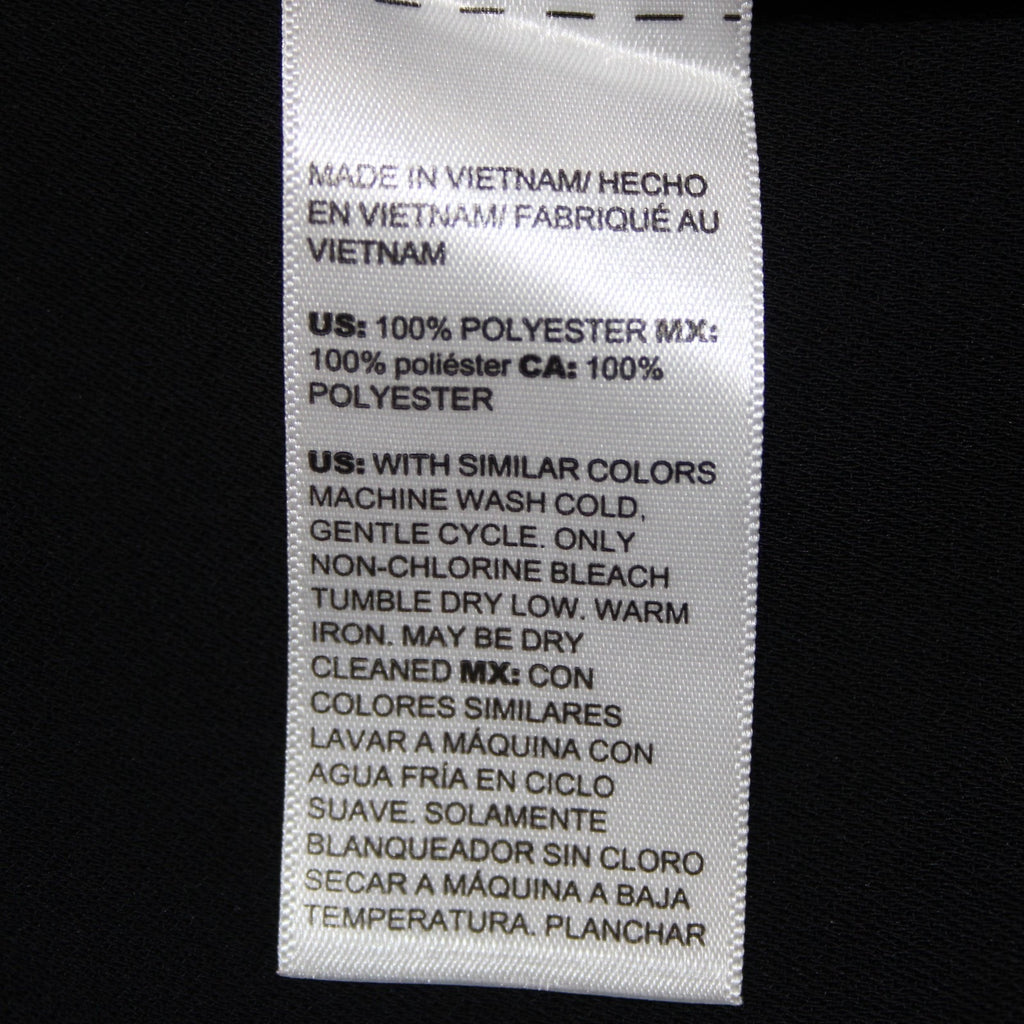 MADE IN VIETNAM/ HECHO
EN VIETNAM/ FABRIQUÉ AU
VIETNAM
US: 100% POLYESTER MX:
100% poliéster CA: 100%
POLYESTER
US: WITH SIMILAR COLORS
MACHINE WASH COLD,
GENTLE CYCLE. ONLY
NON-CHLORINE BLEACH
TUMBLE DRY LOW. WARM
IRON. MAY BE DRY
CLEANED MX: CON
COLORES SIMILARES
LAVAR A MÁQUINA CON
AGUA FRÍA EN CICLO
SUAVE. SOLAMENTE
BLANQUEADOR SIN CLORO
SECAR A MÁQUINA A BAJA
TEMPERATURA. PLANCHAR